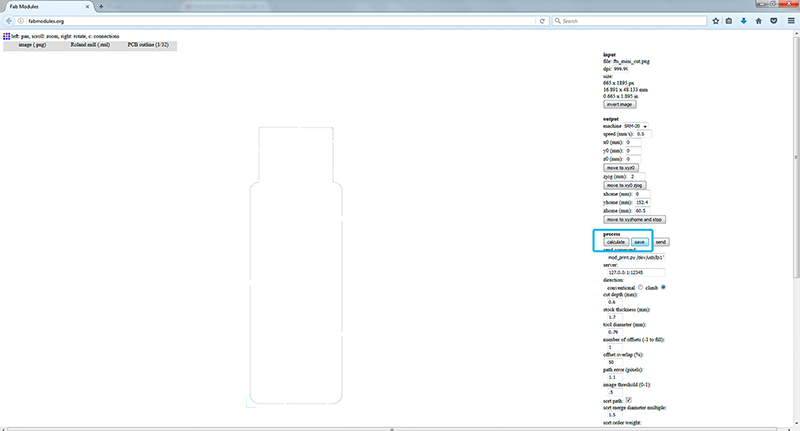 Fab Modules
fabmodules.org
Search
left: pan, scroll: zoom, right: rotate, c: connections
image (.png) Roland mill (.rml) PCB outline (1/32)
input
file: fts_mini_cut.png
dpi: 999.99
size:
665 x 1895 px
16.891 x 48.133 mm
0.665 x 1.895 in
invert image
output
machine SRM-20
speed (mm/s): 0.5
x0 (mm): 0
y0 (mm): 0
z0 (mm): 0
move to xyz0
zjog (mm): 2
move to xy0 zjog
xhome (mm): 0
yhome (mm): 152.4
zhome (mm): 60.5
move to xyzhome and stop
process
calculate save send
send command:
mod_print.py /dev/usb/lp1 '
server:
127.0.0.1:12345
direction:
conventional climb
cut depth (mm):
0.6
stock thickness (mm):
1.7
tool diameter (mm):
0.79
number of offsets (-1 to fill):
1
offset overlap (%):
50
path error (pixels):
1.1
image threshold (0-1):
.5
sort path:
sort merge diameter multiple:
1.5
sort order weight: